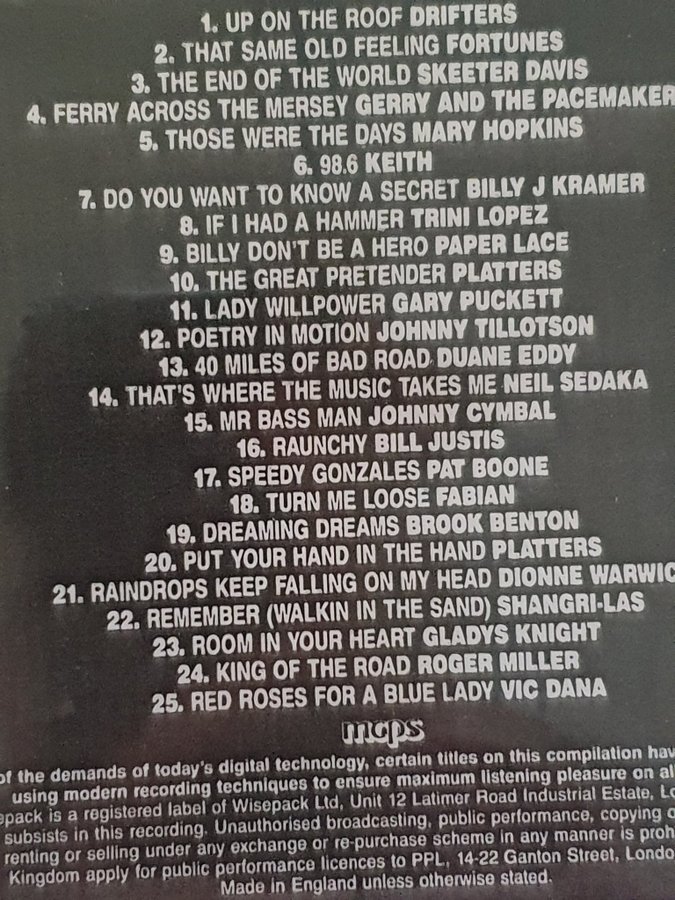 1. UP ON THE ROOF DRIFTERS
2. THAT SAME OLD FEELING FORTUNES
3. THE END OF THE WORLD SKEETER DAVIS
4. FERRY ACROSS THE MERSEY GERRY AND THE PACEMAKER
5. THOSE WERE THE DAYS MARY HOPKINS
6. 98.6 KEITH
7. DO YOU WANT TO KNOW A SECRET BILLY J KRAMER
8. IF I HAD A HAMMER TRINI LOPEZ
9. BILLY DON'T BE A HERO PAPER LACE
10. THE GREAT PRETENDER PLATTERS
11. LADY WILLPOWER GARY PUCKETT
12. POETRY IN MOTION JOHNNY TILLOTSON
13. 40 MILES OF BAD ROAD DUANE EDDY
14. THAT'S WHERE THE MUSIC TAKES ME NEIL SEDAKA
15. MR BASS MAN JOHNNY CYMBAL
16. RAUNCHY BILL JUSTIS
17. SPEEDY GONZALES PAT BOONE
18. TURN ME LOOSE FABIAN
19. DREAMING DREAMS BROOK BENTON
20. PUT YOUR HAND IN THE HAND PLATTERS
21. RAINDROPS KEEP FALLING ON MY HEAD DIONNE WARWIC
22. REMEMBER (WALKIN IN THE SAND) SHANGRI-LAS
23. ROOM IN YOUR HEART GLADYS KNIGHT
24. KING OF THE ROAD ROGER MILLER
25. RED ROSES FOR A BLUE LADY VIC DANA
mcps
of the demands of today's digital technology, certain titles on this compilation hav
using modern recording techniques to ensure maximum listening pleasure on al
epack is a registered label of Wisepack Ltd, Unit 12 Latimer Road Industrial Estate, Lo
subsists in this recording. Unauthorised broadcasting, public performance, copying o
renting or selling under any exchange or re-purchase scheme in any manner is proh
Kingdom apply for public performance licences to PPL, 14-22 Ganton Street, Londo
Made in England unless otherwise stated.